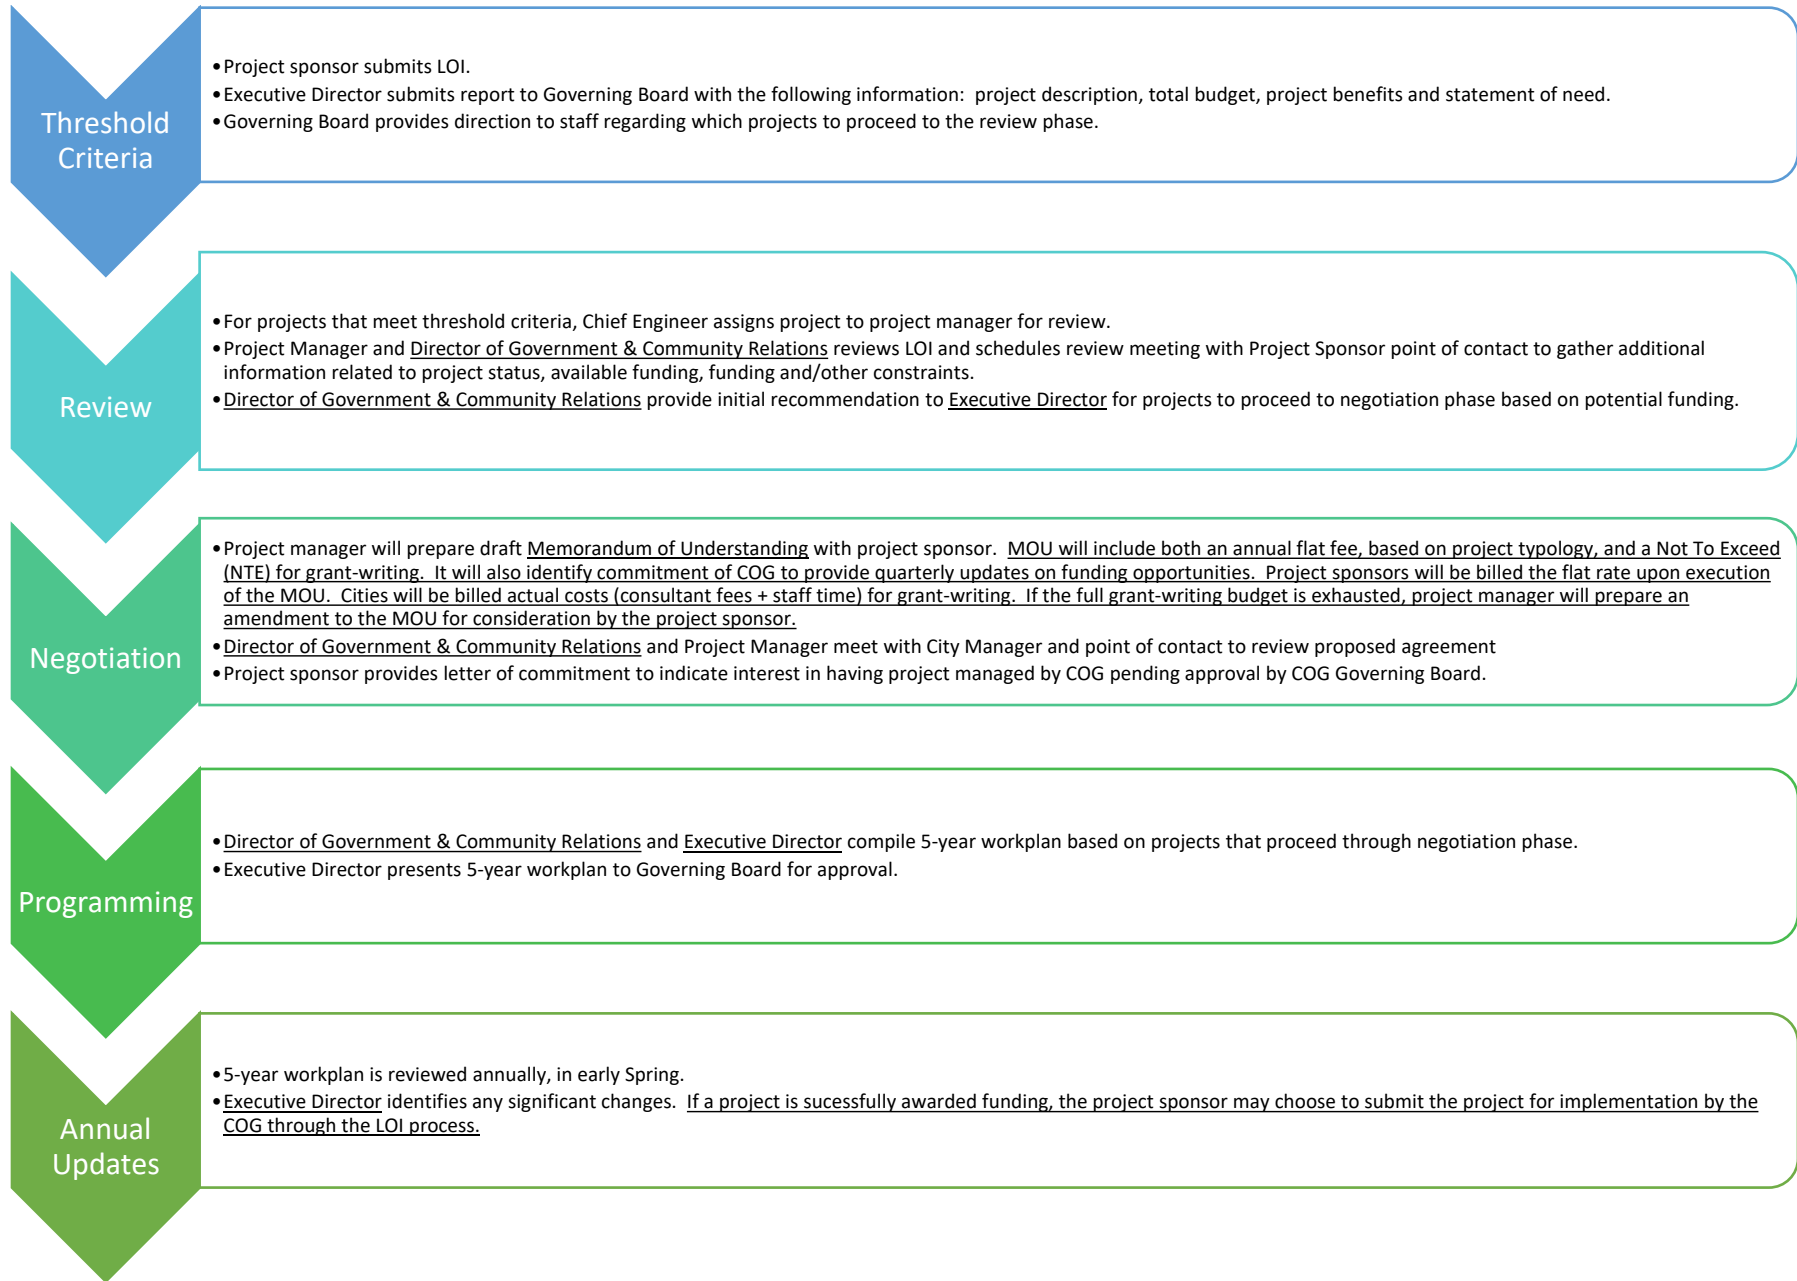 Threshold
Criteria
•Project sponsor submits LOI.
•Executive Director submits report to Governing Board with the following information:  project description, total budget, project benefits and statement of need.
•Governing Board provides direction to staff regarding which projects to proceed to the review phase.
Review
•For projects that meet threshold criteria, Chief Engineer assigns project to project manager for review.
•Project Manager and Director of Government & Community Relations reviews LOI and schedules review meeting with Project Sponsor point of contact to gather additional
information related to project status, available funding, funding and/other constraints.
•Director of Government & Community Relations provide initial recommendation to Executive Director for projects to proceed to negotiation phase based on potential funding.
Negotiation
•Project manager will prepare draft Memorandum of Understanding with project sponsor.  MOU will include both an annual flat fee, based on project typology, and a Not To Exceed
(NTE) for grant-writing.  It will also identify commitment of COG to provide quarterly updates on funding opportunities.  Project sponsors will be billed the flat rate upon execution
of the MOU.  Cities will be billed actual costs (consultant fees + staff time) for grant-writing.  If the full grant-writing budget is exhausted, project manager will prepare an
amendment to the MOU for consideration by the project sponsor.
•Director of Government & Community Relations and Project Manager meet with City Manager and point of contact to review proposed agreement
•Project sponsor provides letter of commitment to indicate interest in having project managed by COG pending approval by COG Governing Board.
Programming
•Director of Government & Community Relations and Executive Director compile 5-year workplan based on projects that proceed through negotiation phase.
•Executive Director presents 5-year workplan to Governing Board for approval.
Annual
Updates
•5-year workplan is reviewed annually, in early Spring.
•Executive Director identifies any significant changes.  If a project is sucessfully awarded funding, the project sponsor may choose to submit the project for implementation by the
COG through the LOI process.